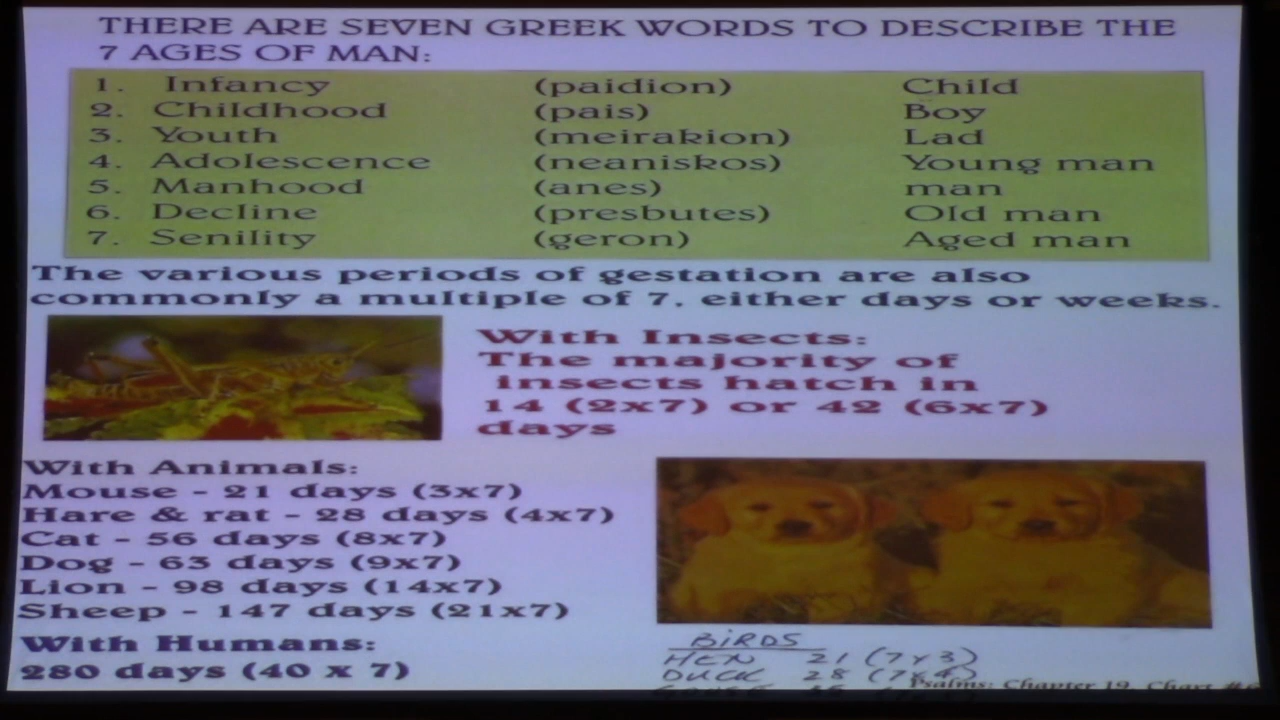 THERE ARE SEVEN GREEK WORDS TO DESCRIBE THE
7 AGES OF MAN:
1. Infancy (paidion) Child
2. Childhood (pais) Boy
3. Youth (meirakion) Lad
4. Adolescence (neaniskos) Young man
5. Manhood (anes) man
6. Decline (presbutes) Old man
7. Senility (geron) Aged man
The various periods of gestation are also
commonly a multiple of 7, either days or weeks.
With Insects:
The majority of
insects hatch in
14 (2x7) or 42 (6x7)
days
With Animals:
Mouse - 21 days (3x7)
Hare & rat - 28 days (4x7)
Cat - 56 days (8x7)
Dog - 63 days (9x7)
Lion - 98 days (14x7)
Sheep - 147 days (21x7)
With Humans:
280 days (40 x 7)
BIRDS
HEN 21 (7x3)
DUCK 28 (7x4)
Psalms: Chapter 19, Chart